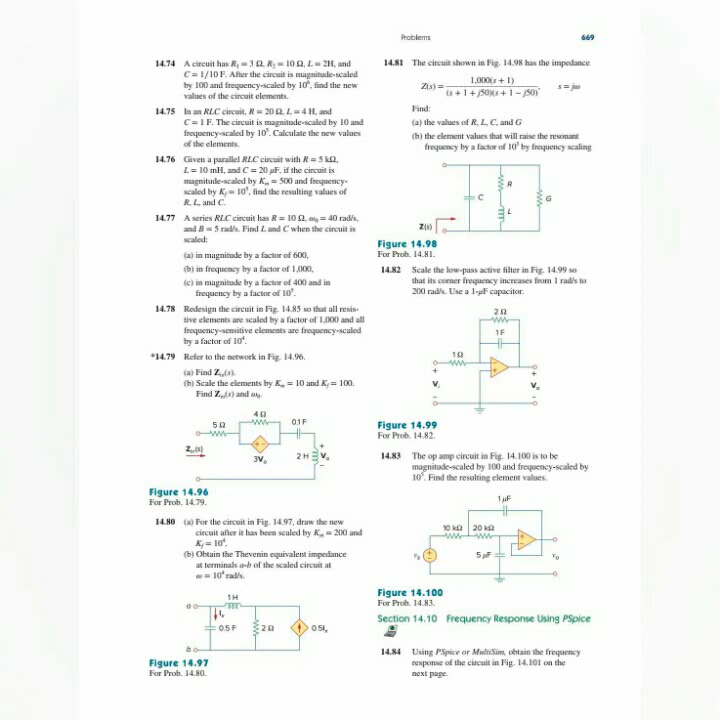 Problems 669
14.74 A circuit has R₁ = 3 Ω, R₂ = 10 Ω, L = 2H, and
C = 1/10 F. After the circuit is magnitude-scaled
by 100 and frequency-scaled by 10⁶, find the new
values of the circuit elements.
14.75 In an RLC circuit, R = 20 Ω, L = 4 H, and
C = 1 F. The circuit is magnitude-scaled by 10 and
frequency-scaled by 10⁵. Calculate the new values
of the elements.
14.76 Given a parallel RLC circuit with R = 5 kΩ,
L = 10 mH, and C = 20 μF, if the circuit is
magnitude-scaled by Kₘ = 500 and frequency-
scaled by K_f = 10⁵, find the resulting values of
R, L, and C.
14.77 A series RLC circuit has R = 10 Ω, ω₀ = 40 rad/s,
and B = 5 rad/s. Find L and C when the circuit is
scaled:
(a) in magnitude by a factor of 600,
(b) in frequency by a factor of 1,000,
(c) in magnitude by a factor of 400 and in
frequency by a factor of 10⁵.
14.78 Redesign the circuit in Fig. 14.85 so that all resis-
tive elements are scaled by a factor of 1,000 and all
frequency-sensitive elements are frequency-scaled
by a factor of 10⁴.
*14.79 Refer to the network in Fig. 14.96.
(a) Find Zᵢₙ(s).
(b) Scale the elements by Kₘ = 10 and K_f = 100.
Find Zᵢₙ(s) and ω₀.
4 Ω
5 Ω
0.1 F
+
Zᵢₙ(s)
+ −
2 H
Vₒ
3Vₒ
−
Figure 14.96
For Prob. 14.79.
14.80 (a) For the circuit in Fig. 14.97, draw the new
circuit after it has been scaled by Kₘ = 200 and
K_f = 10⁴.
(b) Obtain the Thevenin equivalent impedance
at terminals a-b of the scaled circuit at
ω = 10⁴ rad/s.
1 H
a
Iₓ
0.5 F
2 Ω
0.5Iₓ
b
Figure 14.97
For Prob. 14.80.
14.81 The circuit shown in Fig. 14.98 has the impedance
Z(s) = 1,000(s + 1) / (s + 1 + j50)(s + 1 − j50), s = jω
Find:
(a) the values of R, L, C, and G
(b) the element values that will raise the resonant
frequency by a factor of 10³ by frequency scaling
R
C
G
L
Z(s)
Figure 14.98
For Prob. 14.81.
14.82 Scale the low-pass active filter in Fig. 14.99 so
that its corner frequency increases from 1 rad/s to
200 rad/s. Use a 1-μF capacitor.
2 Ω
1 F
1 Ω
−
+
+
+
Vᵢ
Vₒ
−
−
Figure 14.99
For Prob. 14.82.
14.83 The op amp circuit in Fig. 14.100 is to be
magnitude-scaled by 100 and frequency-scaled by
10⁵. Find the resulting element values.
1 μF
10 kΩ 20 kΩ
+
−
vₛ
+
−
5 μF
vₒ
Figure 14.100
For Prob. 14.83.
Section 14.10 Frequency Response Using PSpice
14.84 Using PSpice or MultiSim, obtain the frequency
response of the circuit in Fig. 14.101 on the
next page.